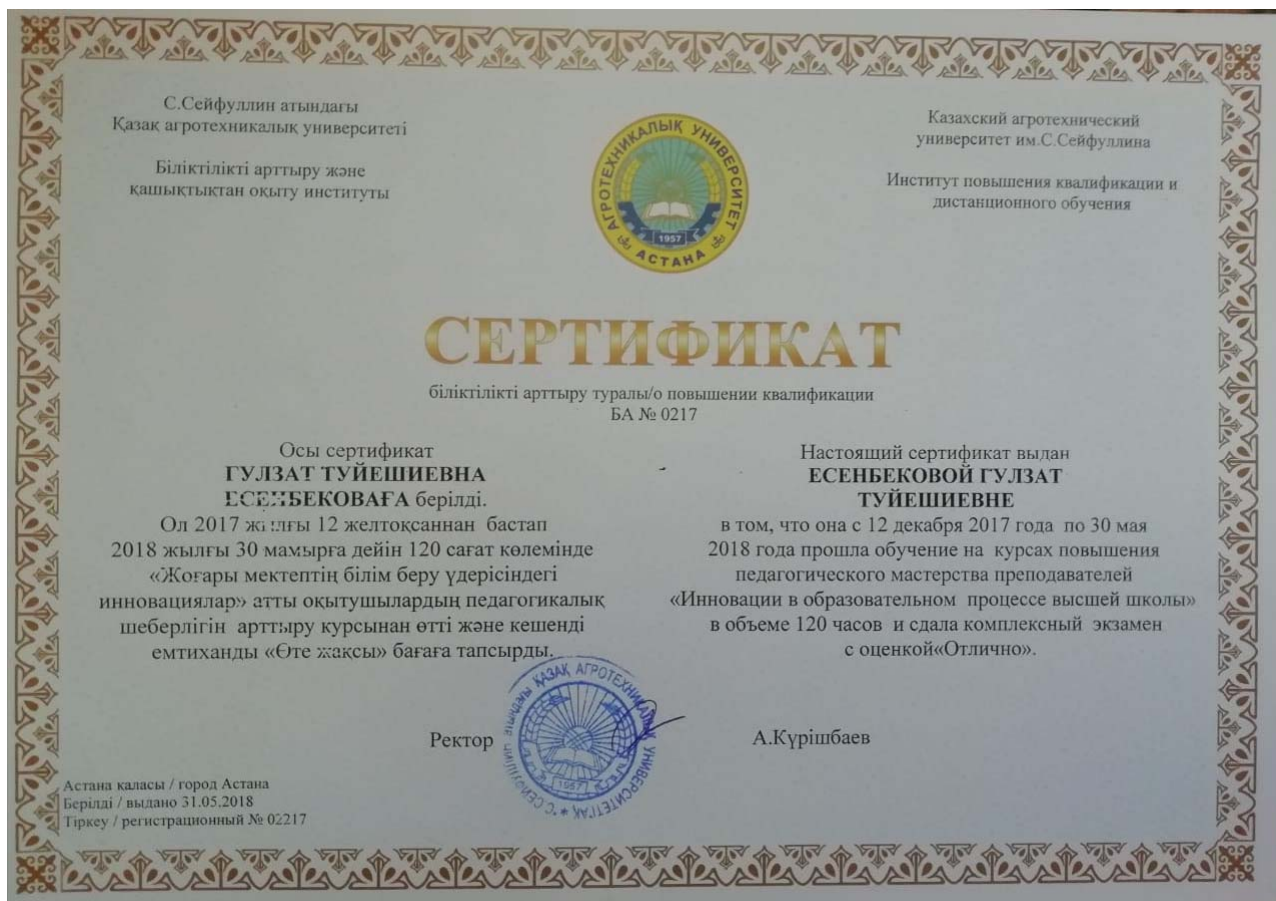 С.Сейфуллин атындағы
Қазақ агротехникалық университеті
Біліктілікті арттыру және
қашықтықтан оқыту институты
АГРОТЕХНИКАЛЫҚ УНИВЕРСИТЕТ
1957
АСТАНА
Казахский агротехнический
университет им.С.Сейфуллина
Институт повышения квалификации и
дистанционного обучения
СЕРТИФИКАТ
біліктілікті арттыру туралы/о повышении квалификации
БА № 0217
Осы сертификат
ГУЛЗАТ ТУЙЕШИЕВНА
ЕСЕНБЕКОВАҒА берілді.
Ол 2017 жылғы 12 желтоқсаннан бастап
2018 жылғы 30 мамырға дейін 120 сағат көлемінде
«Жоғары мектептің білім беру үдерісіндегі
инновациялар» атты оқытушылардың педагогикалық
шеберлігін арттыру курсынан өтті және кешенді
емтиханды «Өте жақсы» бағаға тапсырды.
Настоящий сертификат выдан
ЕСЕНБЕКОВОЙ ГУЛЗАТ
ТУЙЕШИЕВНЕ
в том, что она с 12 декабря 2017 года по 30 мая
2018 года прошла обучение на курсах повышения
педагогического мастерства преподавателей
«Инновации в образовательном процессе высшей школы»
в объеме 120 часов и сдала комплексный экзамен
с оценкой«Отлично».
Ректор
А.Күрішбаев
С.СЕЙФУЛЛИН атындағы ҚАЗАҚ АГРОТЕХНИКАЛЫҚ УНИВЕРСИТЕТІ
1957
Астана қаласы / город Астана
Берілді / выдано 31.05.2018
Тіркеу / регистрационный № 02217